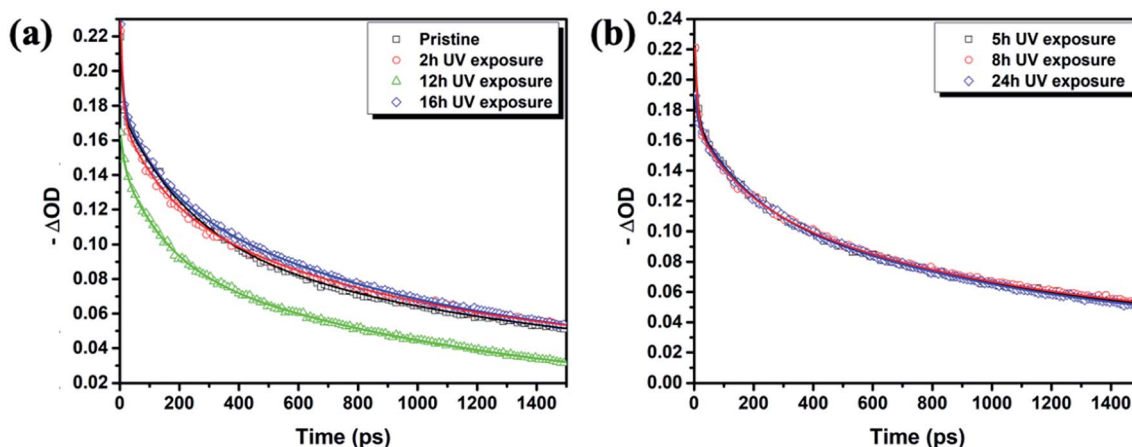 (a)
- ΔOD
0.22
0.20
0.18
0.16
0.14
0.12
0.10
0.08
0.06
0.04
0.02
Pristine
2h UV exposure
12h UV exposure
16h UV exposure
0 200 400 600 800 1000 1200 1400
Time (ps)
(b)
- ΔOD
0.24
0.22
0.20
0.18
0.16
0.14
0.12
0.10
0.08
0.06
0.04
0.02
0.00
5h UV exposure
8h UV exposure
24h UV exposure
0 200 400 600 800 1000 1200 1400
Time (ps)